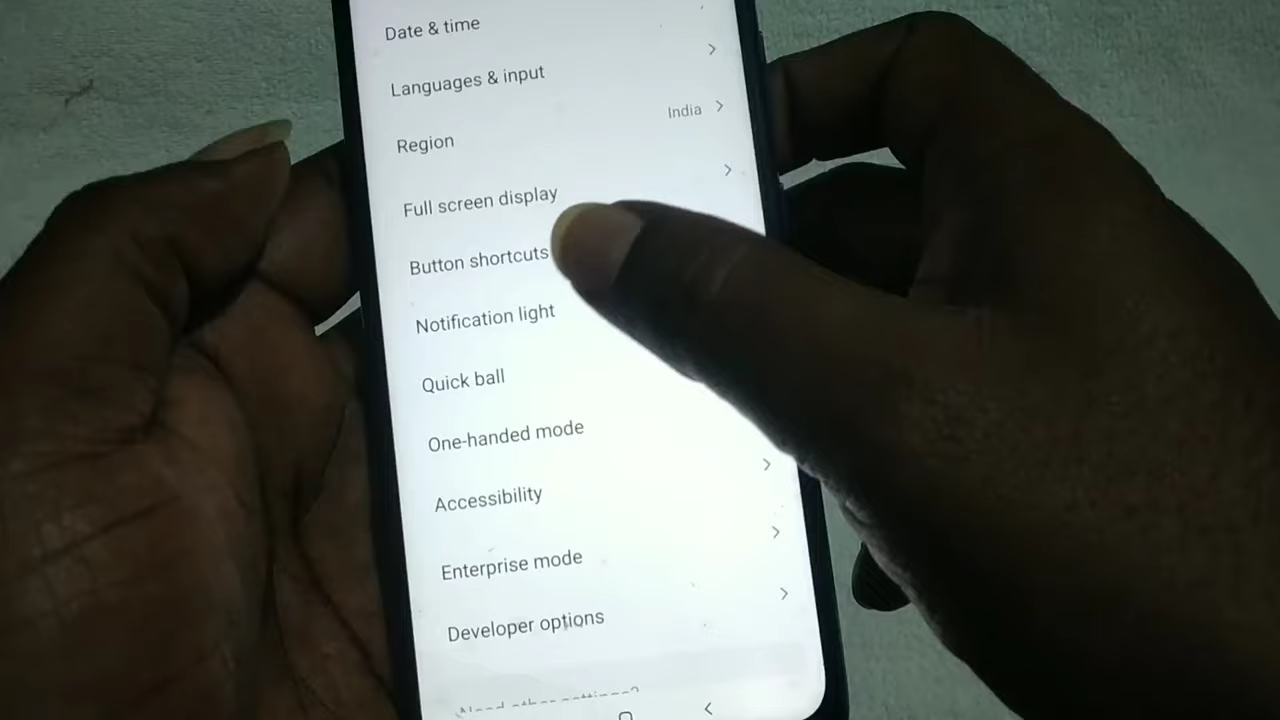 Date & time
Languages & input
Region
India
Full screen display
Button shortcuts
Notification light
Quick ball
One-handed mode
Accessibility
Enterprise mode
Developer options